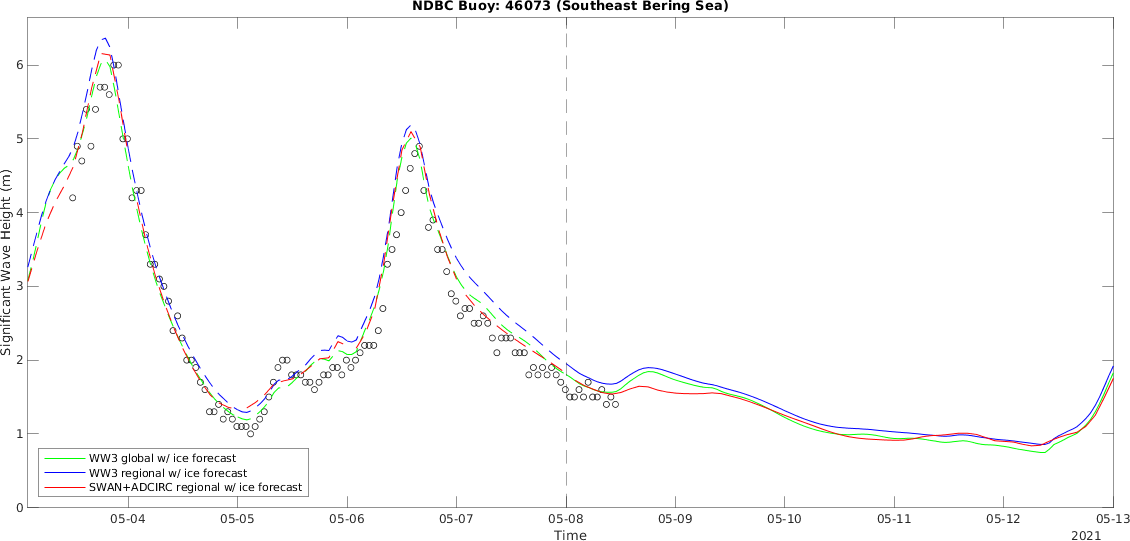 NDBC Buoy: 46073 (Southeast Bering Sea)
Significant Wave Height (m)
6
5
4
3
2
1
0
WW3 global w/ ice forecast
WW3 regional w/ ice forecast
SWAN+ADCIRC regional w/ ice forecast
05-04 05-05 05-06 05-07 05-08 05-09 05-10 05-11 05-12 05-13
Time
2021